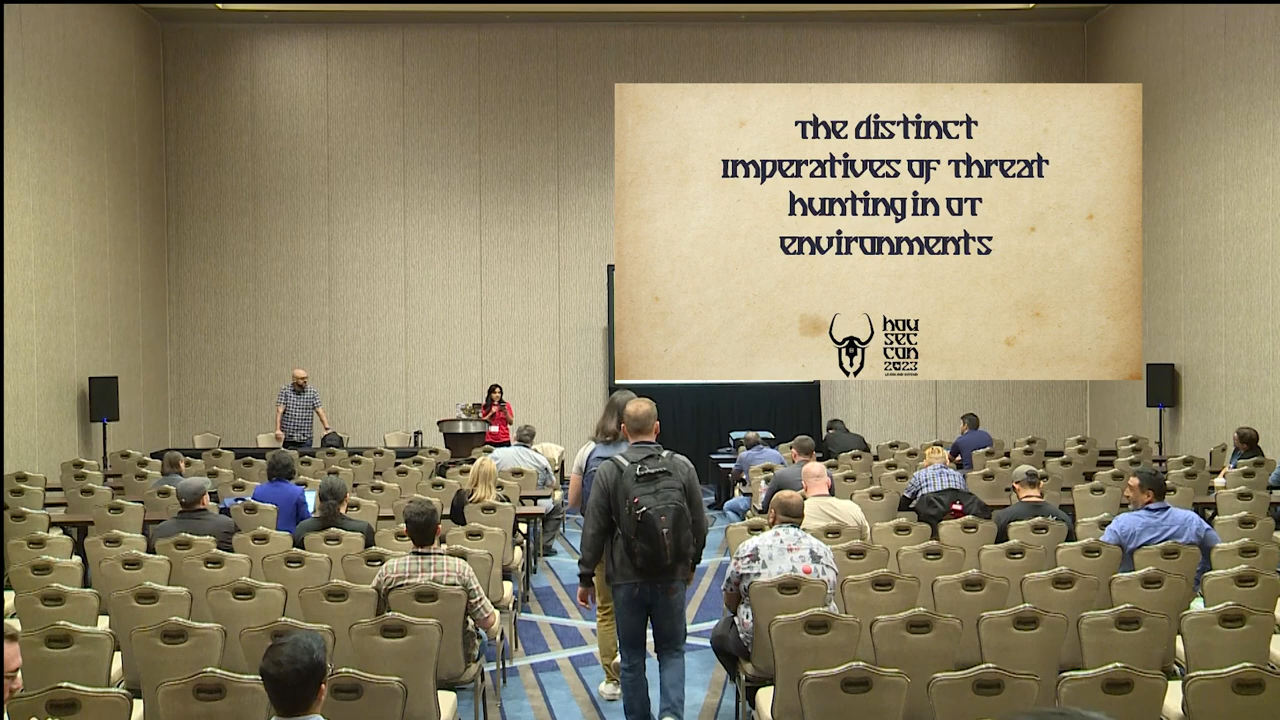 The distinct
imperatives of threat
hunting in OT
environments
hou
sec
con
2023